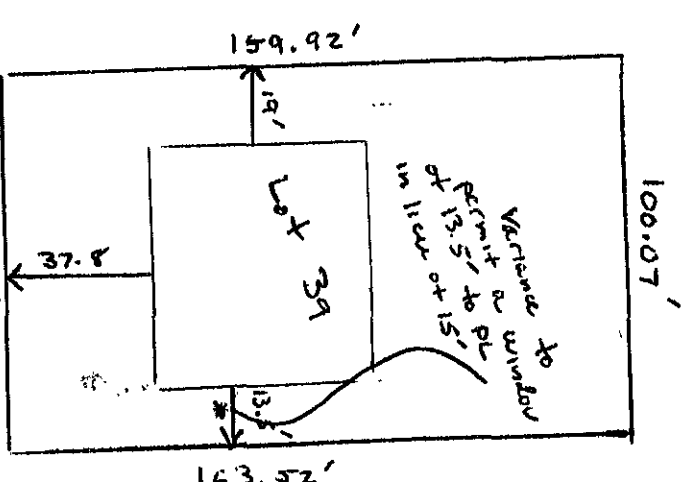 159.92'
19'
100.07'
Lot 39
variance to
permit a window
of 13.5' to PL
in lieu of 15'
37.8
13.5'
*
163.52'